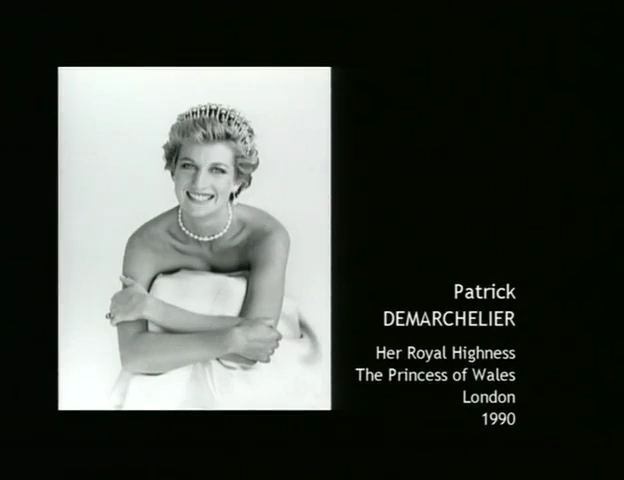 Patrick
DEMARCHELIER
Her Royal Highness
The Princess of Wales
London
1990